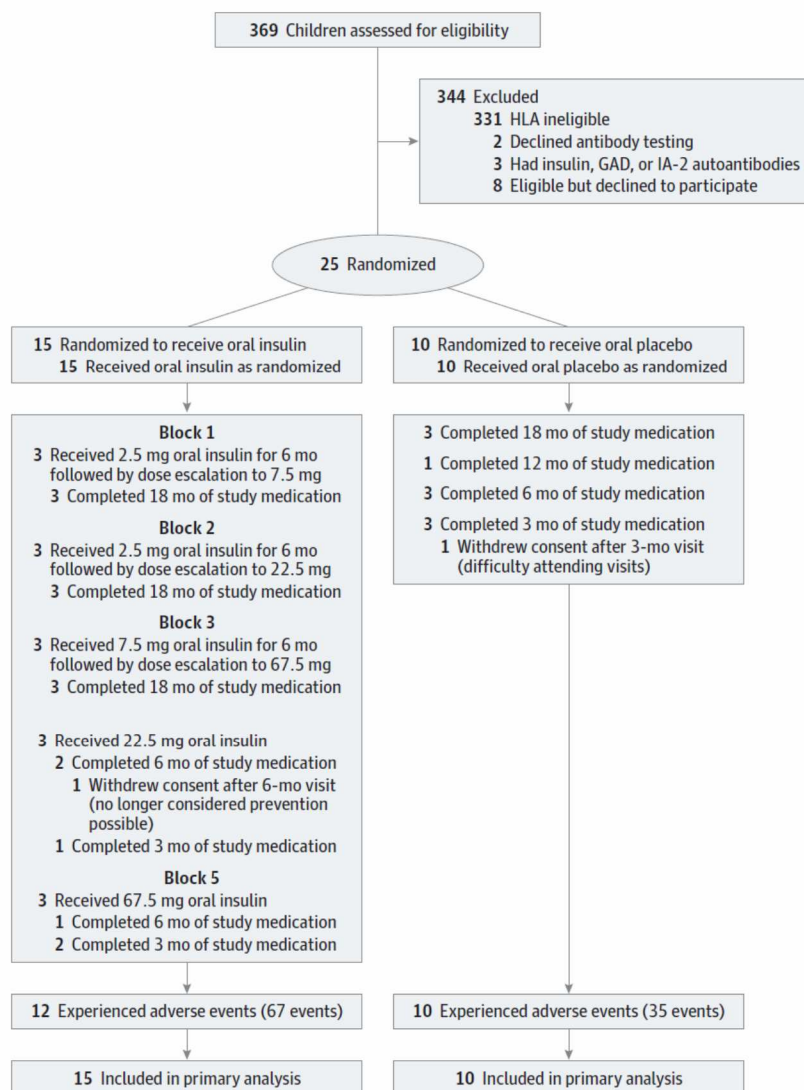 369 Children assessed for eligibility
344 Excluded
331 HLA ineligible
2 Declined antibody testing
3 Had insulin, GAD, or IA-2 autoantibodies
8 Eligible but declined to participate
25 Randomized
15 Randomized to receive oral insulin
15 Received oral insulin as randomized
10 Randomized to receive oral placebo
10 Received oral placebo as randomized
Block 1
3 Received 2.5 mg oral insulin for 6 mo
followed by dose escalation to 7.5 mg
3 Completed 18 mo of study medication
Block 2
3 Received 2.5 mg oral insulin for 6 mo
followed by dose escalation to 22.5 mg
3 Completed 18 mo of study medication
Block 3
3 Received 7.5 mg oral insulin for 6 mo
followed by dose escalation to 67.5 mg
3 Completed 18 mo of study medication
3 Received 22.5 mg oral insulin
2 Completed 6 mo of study medication
1 Withdrew consent after 6-mo visit
(no longer considered prevention
possible)
1 Completed 3 mo of study medication
Block 5
3 Received 67.5 mg oral insulin
1 Completed 6 mo of study medication
2 Completed 3 mo of study medication
3 Completed 18 mo of study medication
1 Completed 12 mo of study medication
3 Completed 6 mo of study medication
3 Completed 3 mo of study medication
1 Withdrew consent after 3-mo visit
(difficulty attending visits)
12 Experienced adverse events (67 events)
10 Experienced adverse events (35 events)
15 Included in primary analysis
10 Included in primary analysis